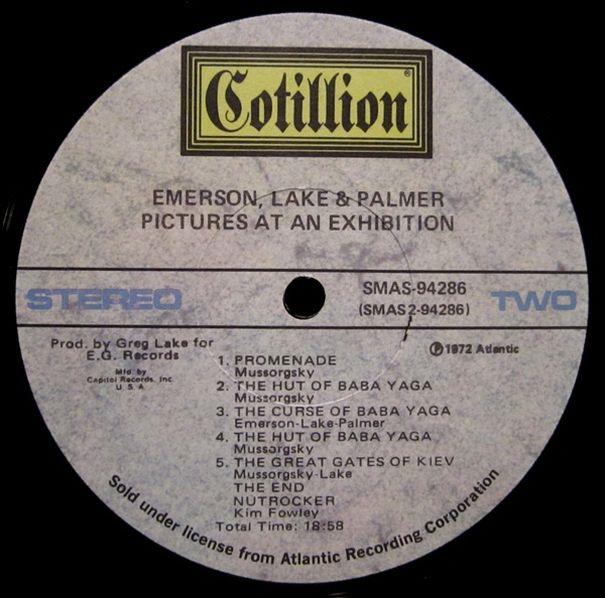 Cotillion®
EMERSON, LAKE & PALMER
PICTURES AT AN EXHIBITION
STEREO
SMAS-94286
(SMAS2-94286)
TWO
Prod. by Greg Lake for
E.G. Records
Mfd by
Capitol Records, Inc.
U. S. A
℗1972 Atlantic
1. PROMENADE
Mussorgsky
2. THE HUT OF BABA YAGA
Mussorgsky
3. THE CURSE OF BABA YAGA
Emerson-Lake-Palmer
4. THE HUT OF BABA YAGA
Mussorgsky
5. THE GREAT GATES OF KIEV
Mussorgsky-Lake
THE END
NUTROCKER
Kim Fowley
Total Time: 18:58
Sold under license from Atlantic Recording Corporation